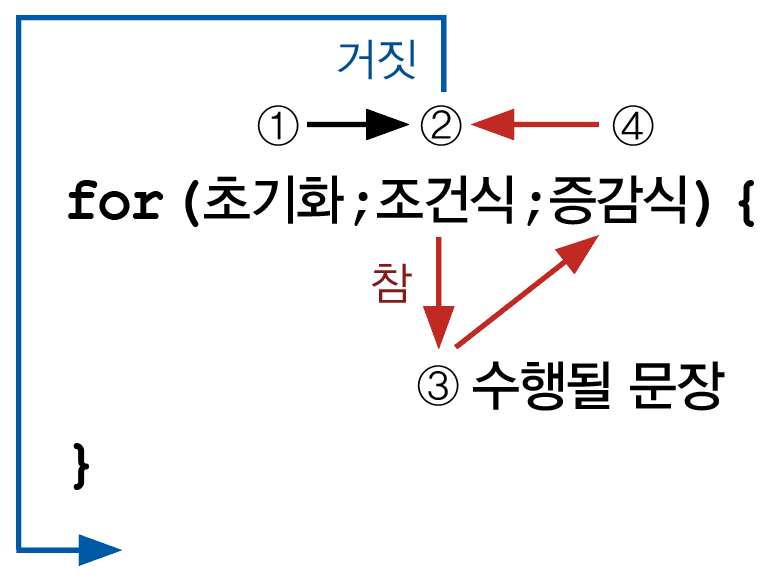 거짓
① ② ④
for (초기화;조건식;증감식) {
참
③ 수행될 문장
}